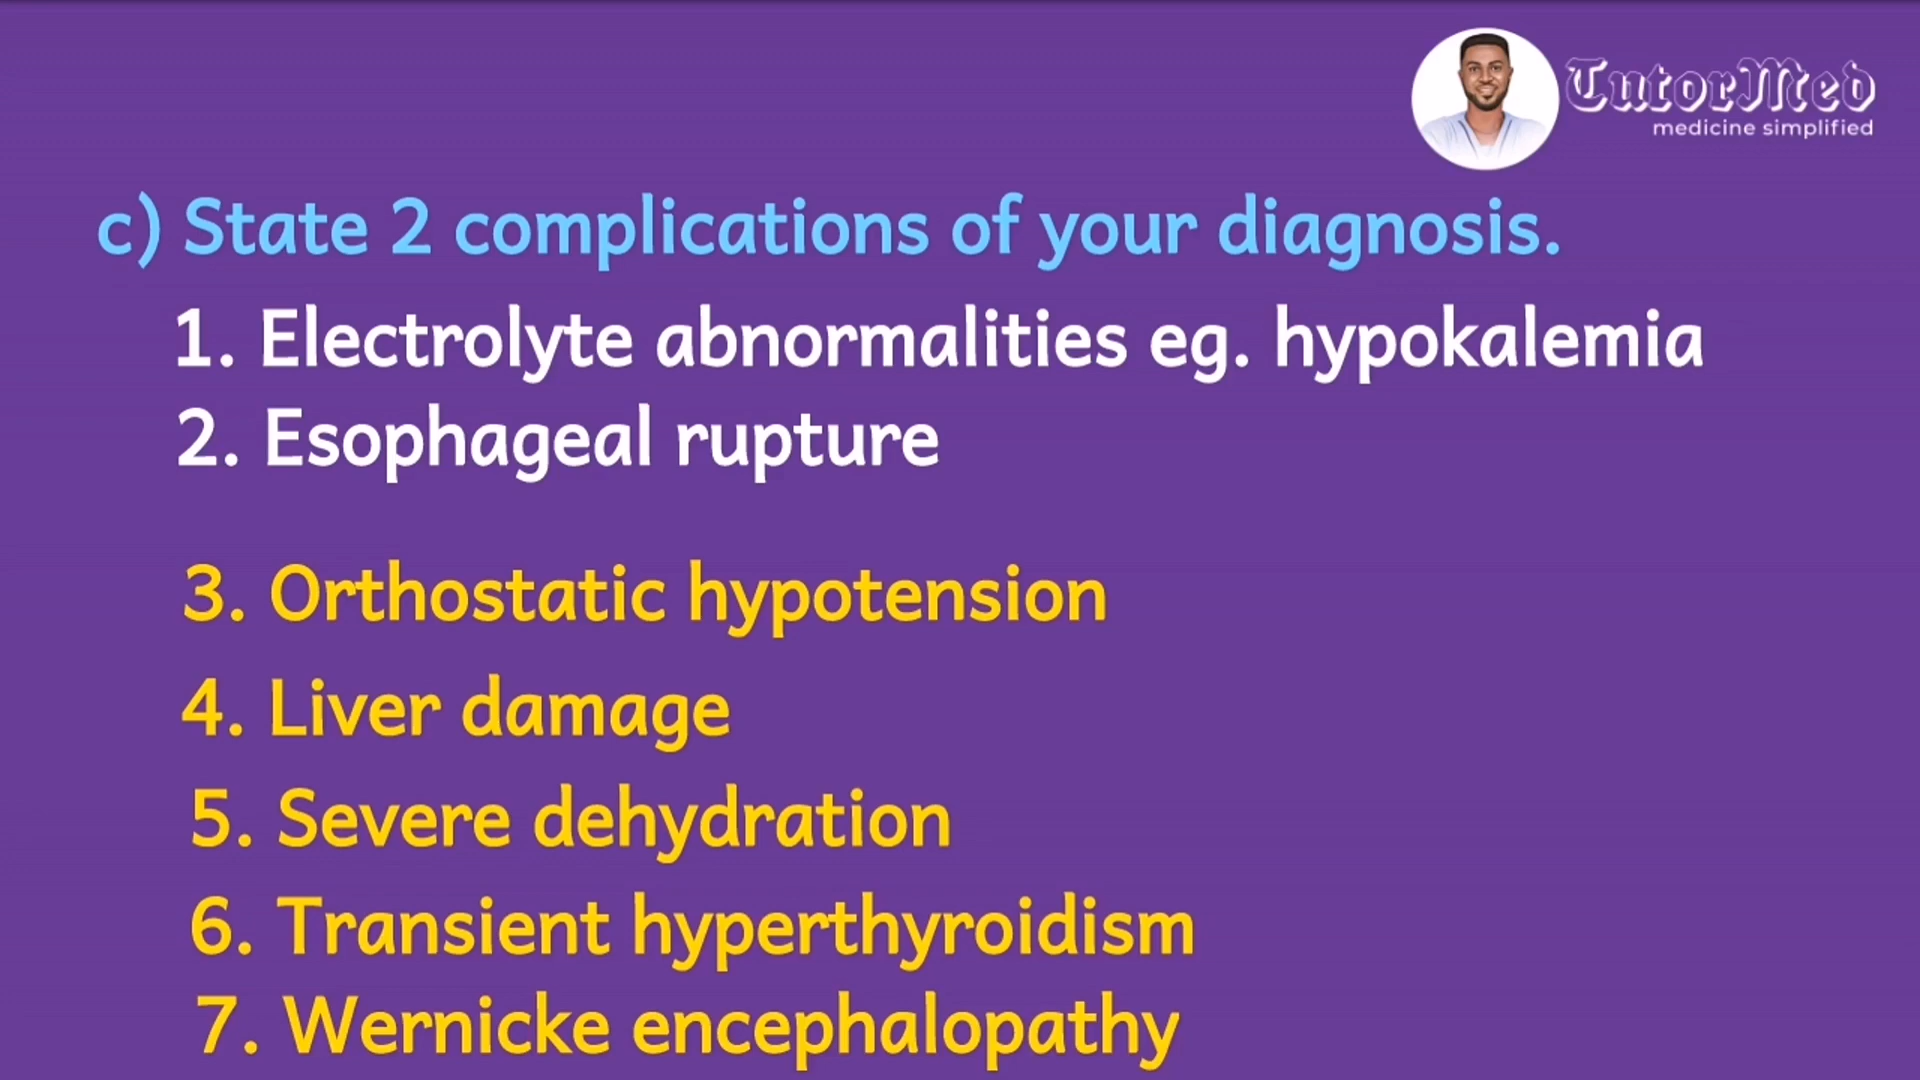 TutorMed
medicine simplified
c) State 2 complications of your diagnosis.
1. Electrolyte abnormalities eg. hypokalemia
2. Esophageal rupture
3. Orthostatic hypotension
4. Liver damage
5. Severe dehydration
6. Transient hyperthyroidism
7. Wernicke encephalopathy